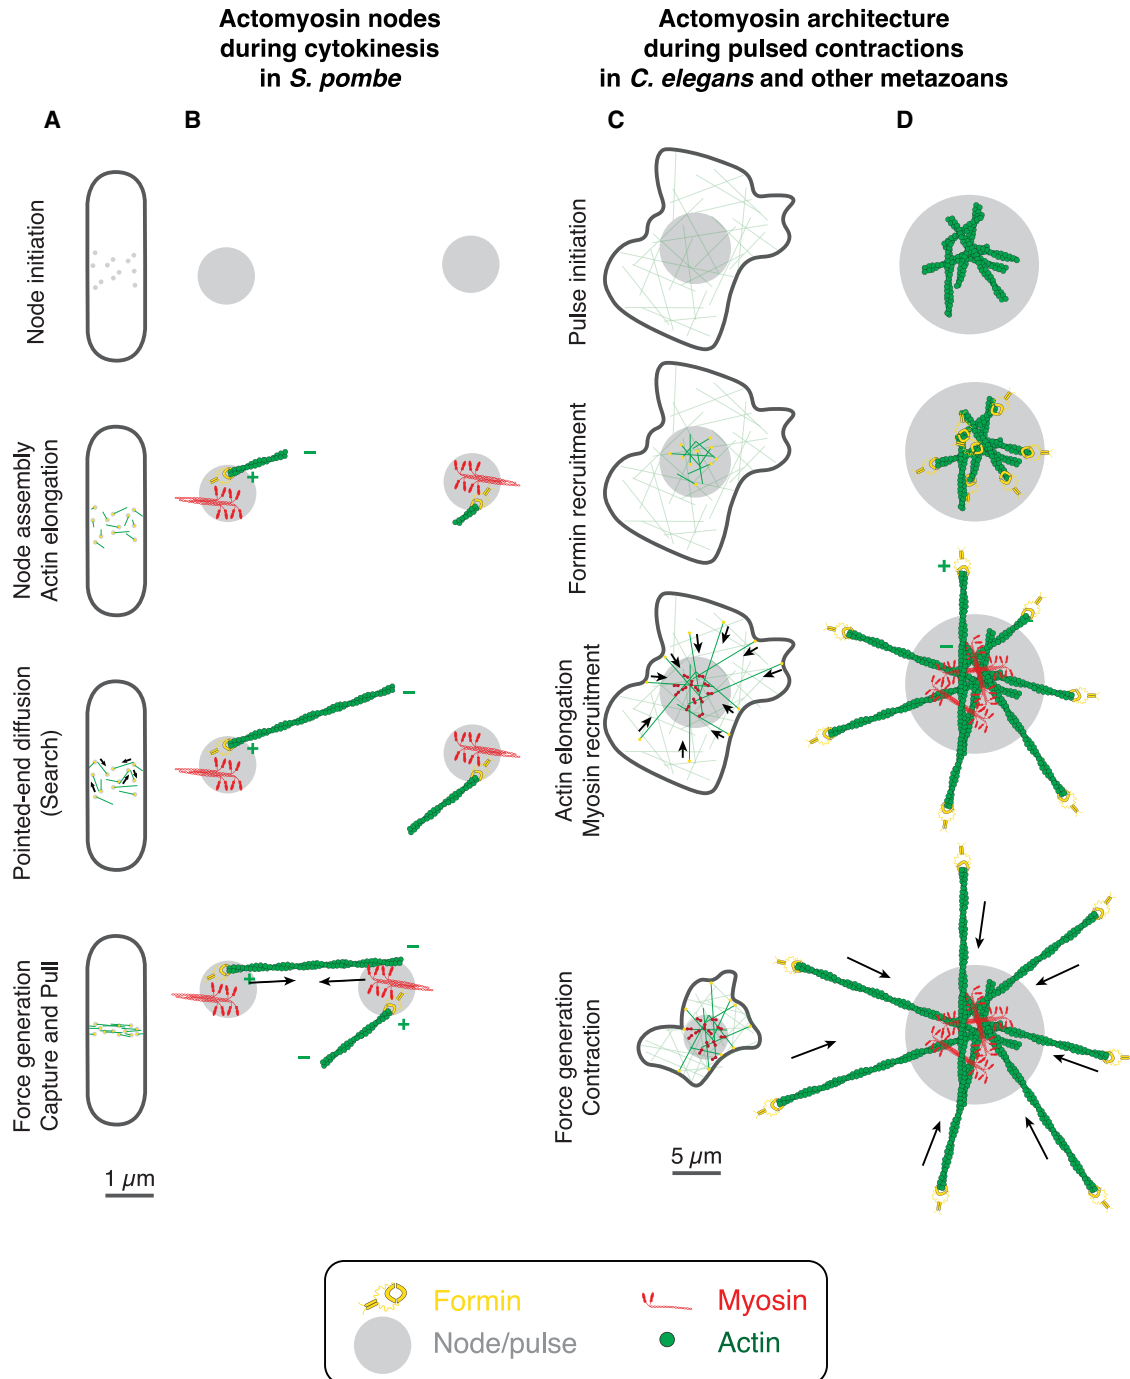 Actomyosin nodes
during cytokinesis
in S. pombe
Actomyosin architecture
during pulsed contractions
in C. elegans and other metazoans
A
B
C
D
Node initiation
Pulse initiation
Node assembly
Actin elongation
+
−
Formin recruitment
Pointed-end diffusion
(Search)
+
−
Actin elongation
Myosin recruitment
+
−
Force generation
Capture and Pull
+
−
+
−
Force generation
Contraction
1 µm
5 µm
Formin
Myosin
Node/pulse
Actin